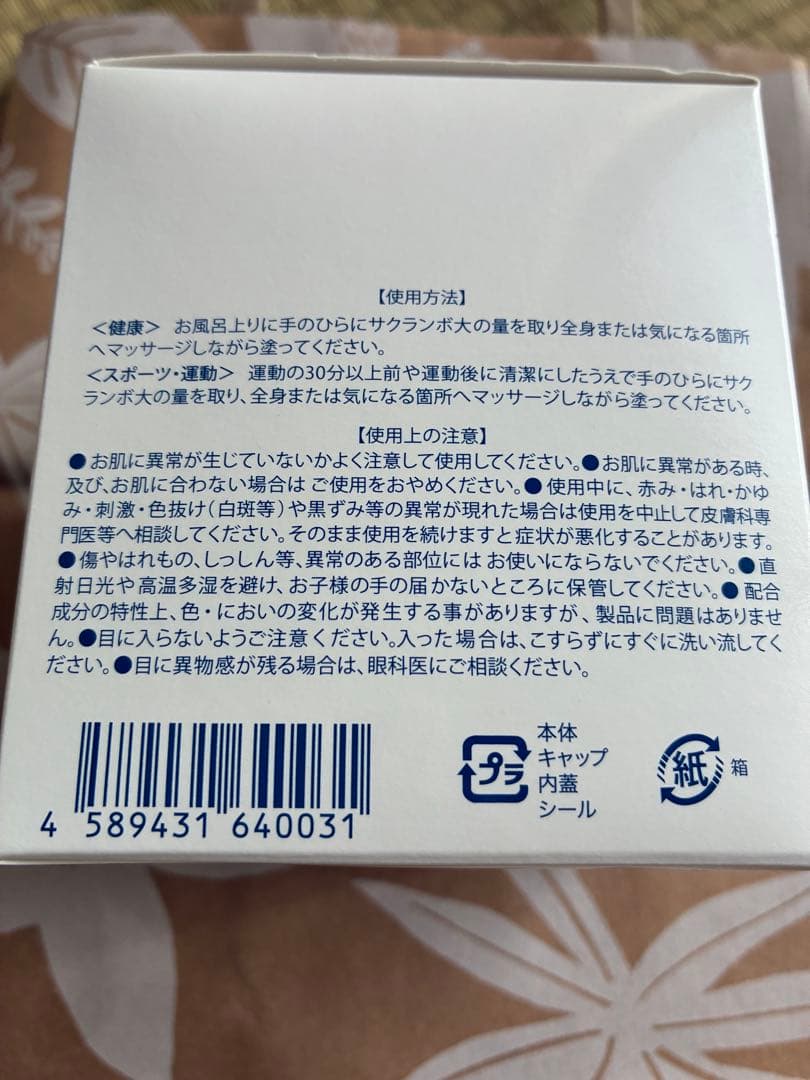 【使用方法】
＜健康＞ お風呂上りに手のひらにサクランボ大の量を取り全身または気になる箇所
へマッサージしながら塗ってください。
＜スポーツ・運動＞ 運動の30分以上前や運動後に清潔にしたうえで手のひらにサク
ランボ大の量を取り、全身または気になる箇所へマッサージしながら塗ってください。
【使用上の注意】
●お肌に異常が生じていないかよく注意して使用してください。●お肌に異常がある時、
及び、お肌に合わない場合は ご使用をおやめください。●使用中に、赤み・はれ・かゆ
み・刺激・色抜け(白斑等)や黒ずみ等の異常が現れた場合は使用を中止して皮膚科専
門医等へ相談してください。そのまま使用を続けますと症状が悪化することがあります。
●傷やはれもの、しっしん等、異常のある部位には お使いにならないでください。●直
射日光や高温多湿を避け、お子様の手の届かないところに保管してください。●配合
成分の特性上、色・においの変化が発生する事がありますが、製品に問題はありませ
ん。●目に入らないようご注意ください。入った場合は、こすらずにすぐに洗い流してく
ださい。●目に異物感が残る場合は、眼科医にご相談ください。
4 589431 640031
プラ
本体
キャップ
内蓋
シール
紙
箱